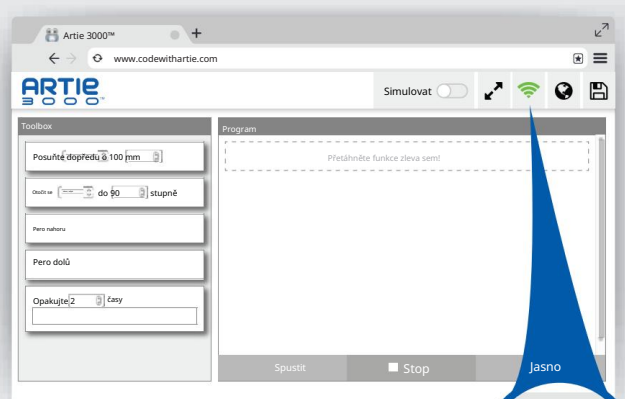 Artie 3000™
www.codewithartie.com
ARTIE
3000™
Simulovat
Toolbox
Program
Posuňte dopředu o 100 mm
Přetáhněte funkce zleva sem!
Otočit se do 90 stupně
Pero nahoru
Pero dolů
Opakujte 2 časy
Spustit
Stop
Jasno